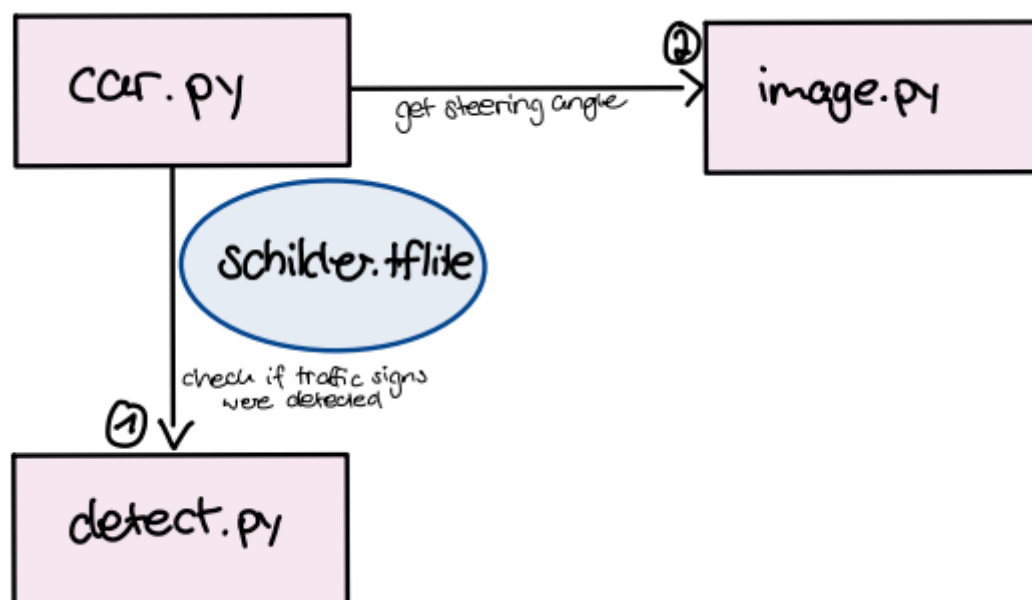 car.py
②
image.py
get steering angle
schilder.tflite
check if traffic signs
were detected
①
detect.py